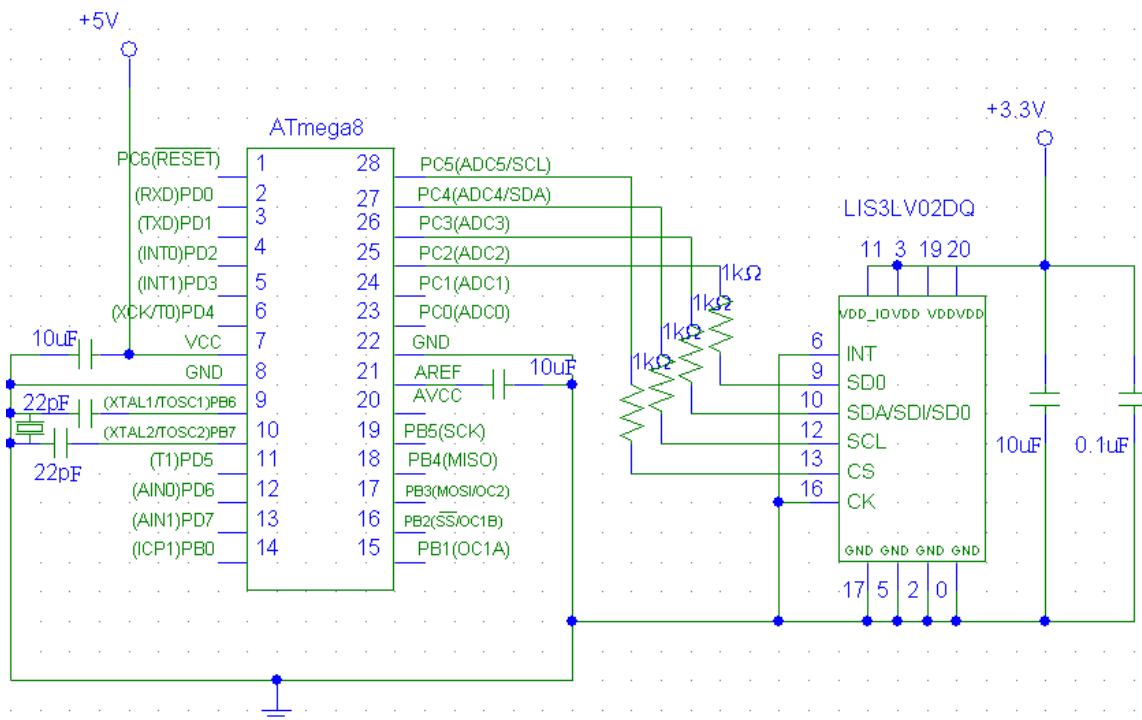 +5V
ATmega8
PC6(RESET)
1
28
PC5(ADC5/SCL)
(RXD)PD0
2
27
PC4(ADC4/SDA)
(TXD)PD1
3
26
PC3(ADC3)
(INT0)PD2
4
25
PC2(ADC2)
(INT1)PD3
5
24
PC1(ADC1)
(XCK/T0)PD4
6
23
PC0(ADC0)
10uF
VCC
7
22
GND
GND
8
21
AREF
10uF
22pF
(XTAL1/TOSC1)PB6
9
20
AVCC
(XTAL2/TOSC2)PB7
10
19
PB5(SCK)
22pF
(T1)PD5
11
18
PB4(MISO)
(AIN0)PD6
12
17
PB3(MOSI/OC2)
(AIN1)PD7
13
16
PB2(SS/OC1B)
(ICP1)PB0
14
15
PB1(OC1A)
1kΩ
1kΩ
1kΩ
1kΩ
+3.3V
LIS3LV02DQ
11 3 19 20
VDD_IO VDD VDD VDD
6 INT
9 SD0
10 SDA/SDI/SD0
12 SCL
13 CS
16 CK
GND GND GND GND
17 5 2 0
10uF
0.1uF